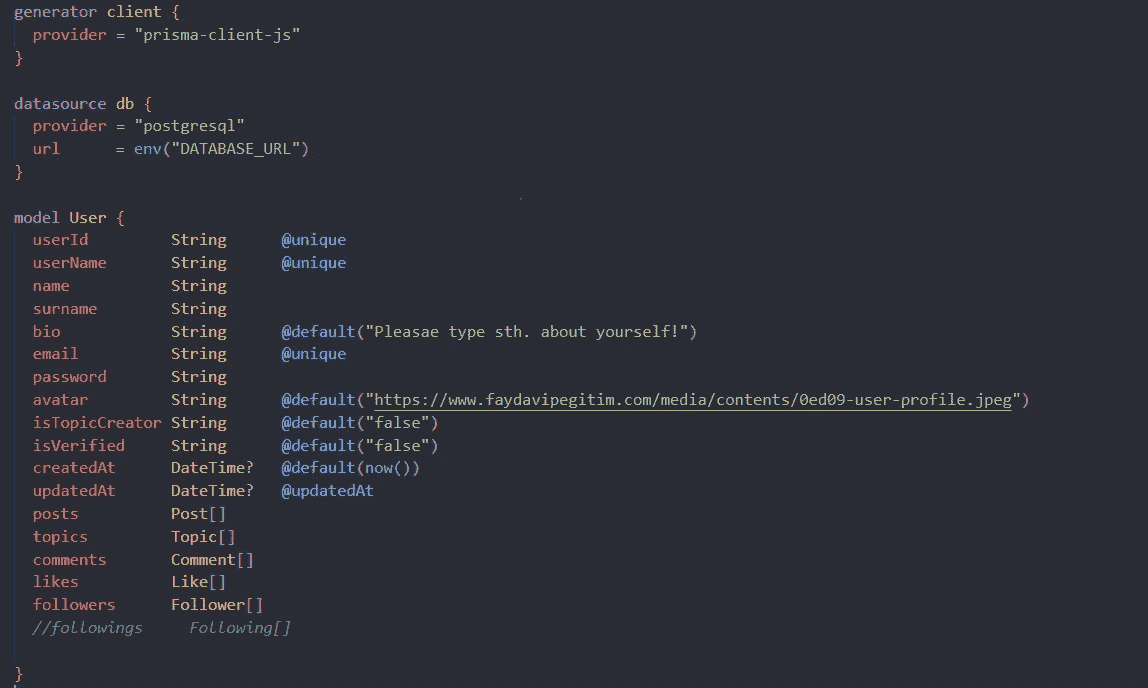 generator client {
  provider = "prisma-client-js"
}
datasource db {
  provider = "postgresql"
  url      = env("DATABASE_URL")
}
model User {
  userId         String      @unique
  userName       String      @unique
  name           String
  surname        String
  bio            String      @default("Pleasae type sth. about yourself!")
  email          String      @unique
  password       String
  avatar         String      @default("https://www.faydavipegitim.com/media/contents/0ed09-user-profile.jpeg")
  isTopicCreator String      @default("false")
  isVerified     String      @default("false")
  createdAt      DateTime?   @default(now())
  updatedAt      DateTime?   @updatedAt
  posts          Post[]
  topics         Topic[]
  comments       Comment[]
  likes          Like[]
  followers      Follower[]
  //followings     Following[]
}